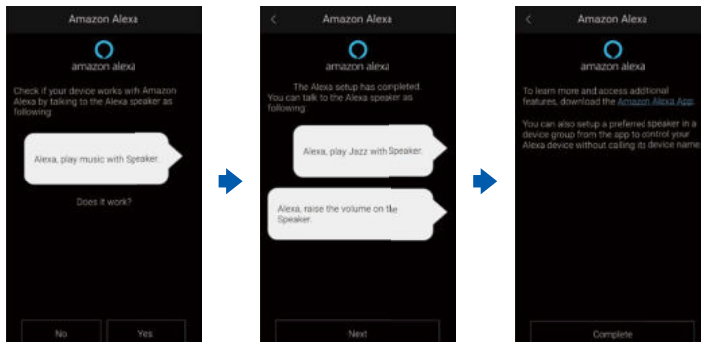 Amazon Alexa
amazon alexa
Check if your device works with Amazon
Alexa by talking to the Alexa speaker as
following:
Alexa, play music with Speaker.
Does it work?
No
Yes
Amazon Alexa
amazon alexa
The Alexa setup has completed.
You can talk to the Alexa speaker as
following:
Alexa, play Jazz with Speaker.
Alexa, raise the volume on the
Speaker.
Next
Amazon Alexa
amazon alexa
To learn more and access additional
features, download the Amazon Alexa App.
You can also setup a preferred speaker in a
device group from the app to control your
Alexa device without calling its device name.
Complete